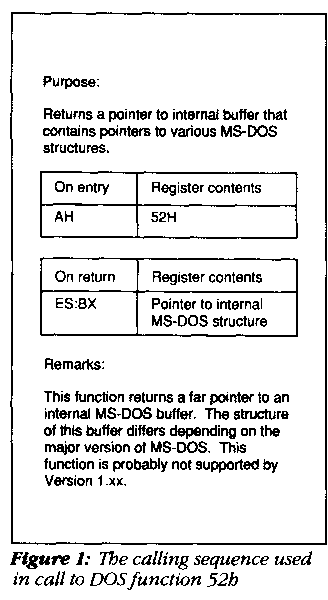 Purpose:
Returns a pointer to internal buffer that
contains pointers to various MS-DOS
structures.
On entry Register contents
AH 52H
On return Register contents
ES:BX Pointer to internal
MS-DOS structure
Remarks:
This function returns a far pointer to an
internal MS-DOS buffer. The structure
of this buffer differs depending on the
major version of MS-DOS. This
function is probably not supported by
Version 1.xx.
Figure 1: The calling sequence used
in call to DOS function 52h